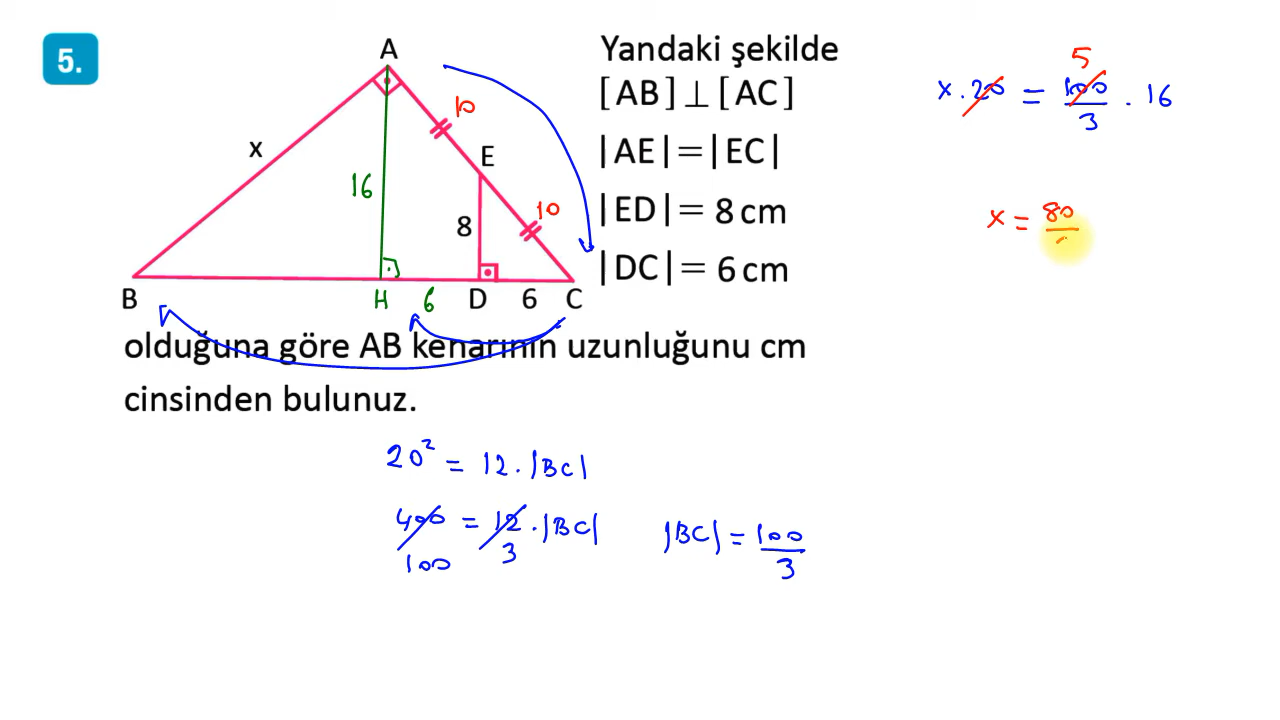 5.
Yandaki şekilde
[AB]⊥[AC]
|AE|=|EC|
|ED|= 8 cm
|DC|= 6 cm
A
10
x
16
E
10
8
B
H
6
D
6
C
olduğuna göre AB kenarının uzunluğunu cm
cinsinden bulunuz.
20² = 12.|BC|
400 = 12.|BC|
100
3
|BC| = 100/3
5
x.20 = 100/3 . 16
x = 80